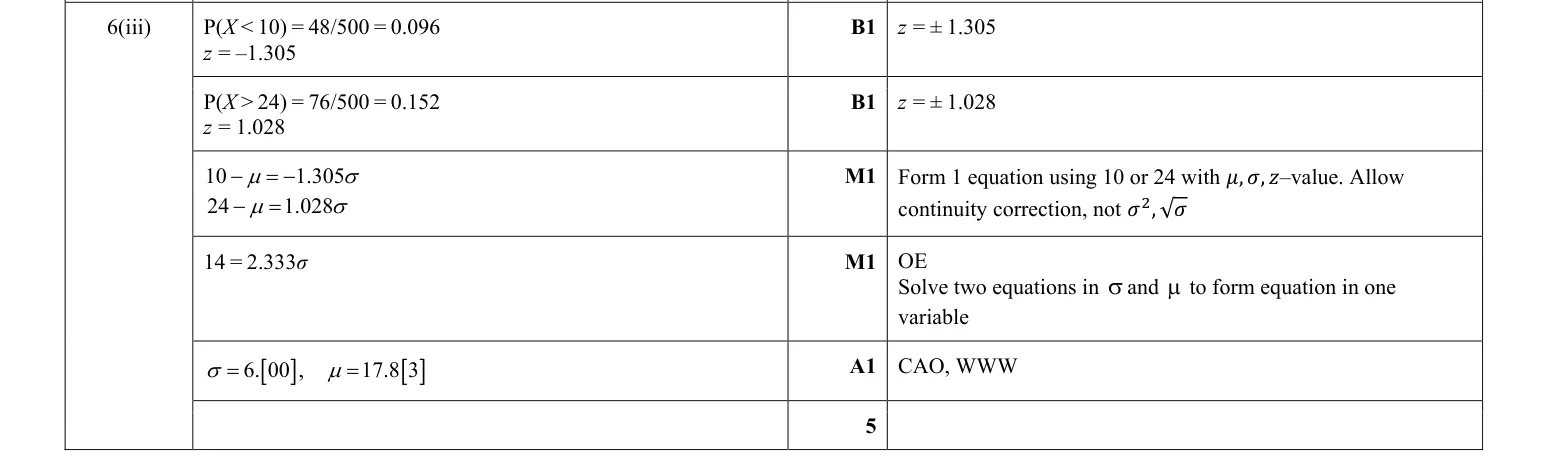 6(iii)
P(X < 10) = 48/500 = 0.096
z = –1.305
B1
z = ± 1.305
P(X > 24) = 76/500 = 0.152
z = 1.028
B1
z = ± 1.028
10 – μ = –1.305σ
24 – μ = 1.028σ
M1
Form 1 equation using 10 or 24 with μ, σ, z–value. Allow
continuity correction, not σ², √σ
14 = 2.333σ
M1
OE
Solve two equations in σ and μ to form equation in one
variable
σ = 6.[00], μ = 17.8[3]
A1
CAO, WWW
5